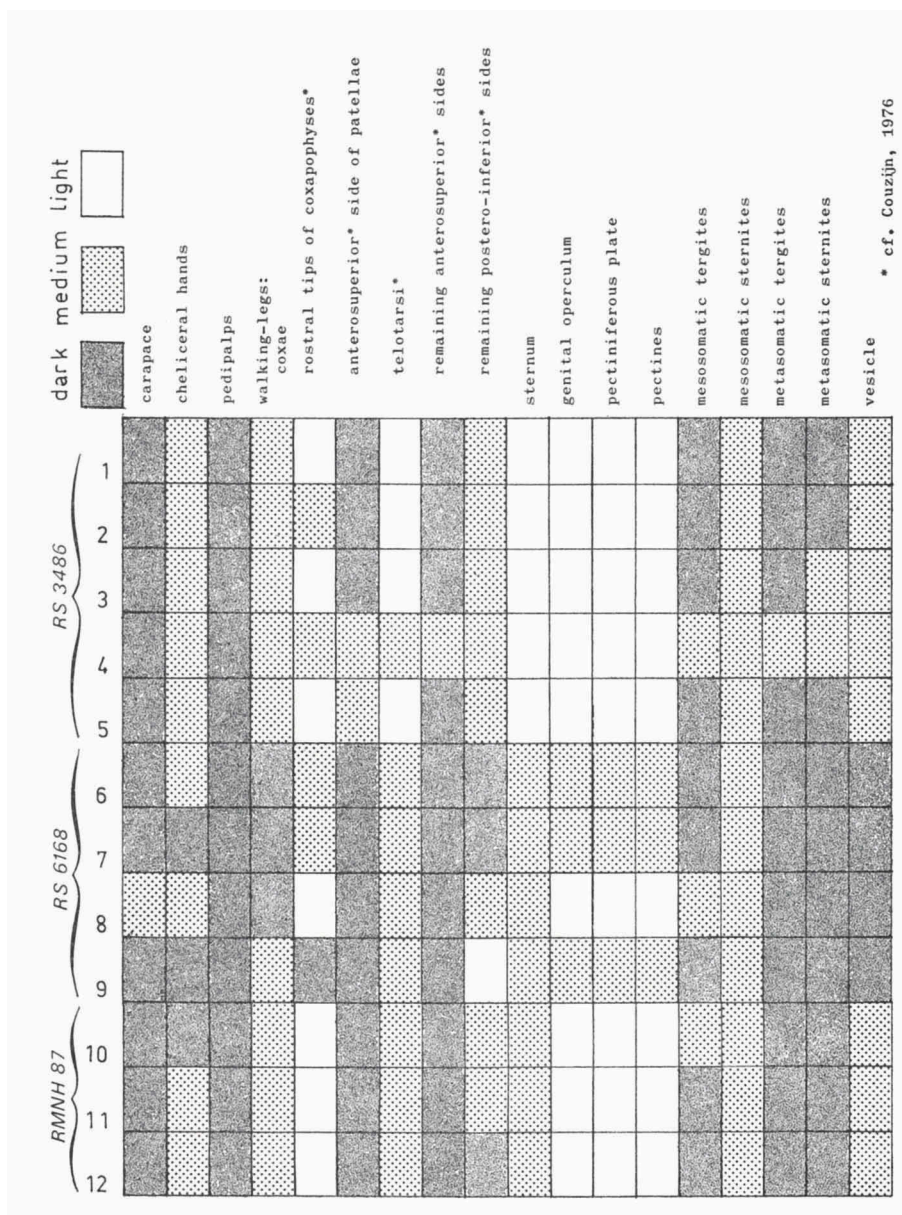 dark medium light
carapace
cheliceral hands
pedipalps
walking-legs:
coxae
rostral tips of coxapophyses*
anterosuperior* side of patellae
telotarsi*
remaining anterosuperior* sides
remaining postero-inferior* sides
sternum
genital operculum
pectiniferous plate
pectines
mesosomatic tergites
mesosomatic sternites
metasomatic tergites
metasomatic sternites
vesicle
* cf. Couzijn, 1976
RS 3486
1
2
3
4
5
RS 6168
6
7
8
9
RMNH 87
10
11
12